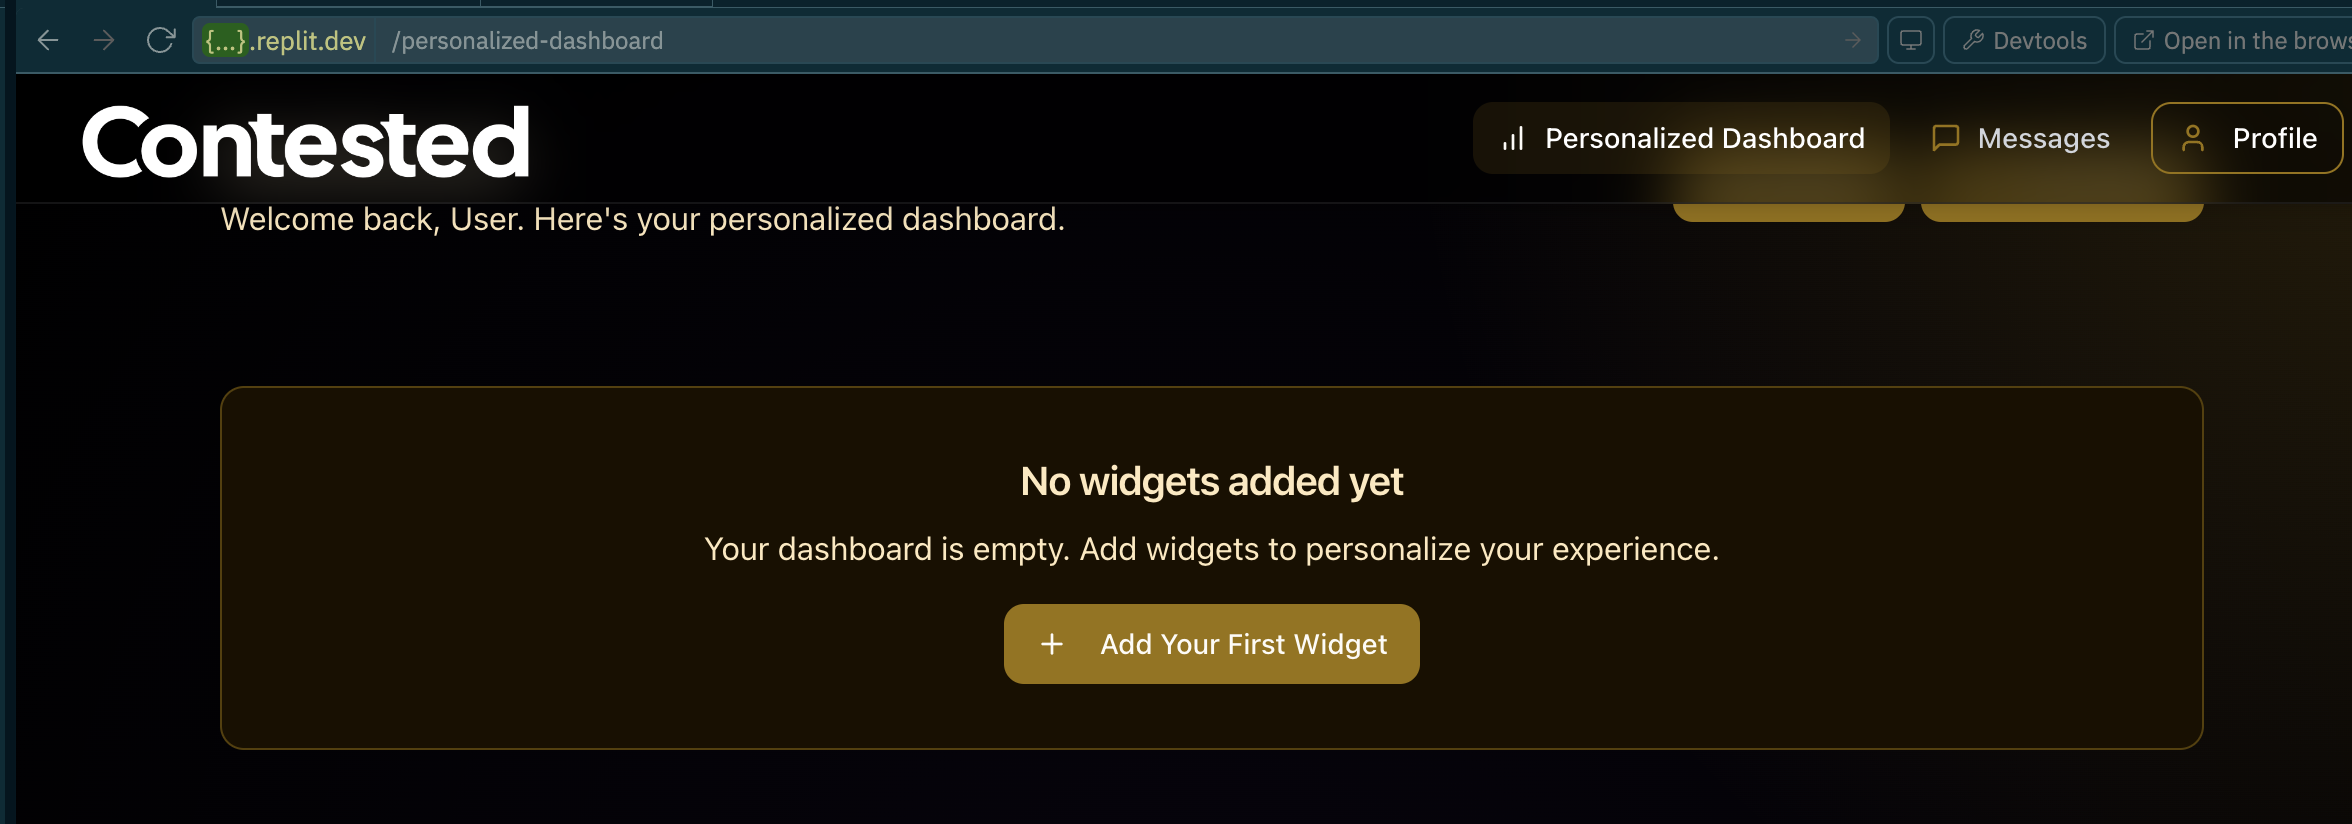 {...}.replit.dev /personalized-dashboard Devtools Open in the brows
Contested Personalized Dashboard Messages Profile
Welcome back, User. Here's your personalized dashboard.
No widgets added yet
Your dashboard is empty. Add widgets to personalize your experience.
+ Add Your First Widget